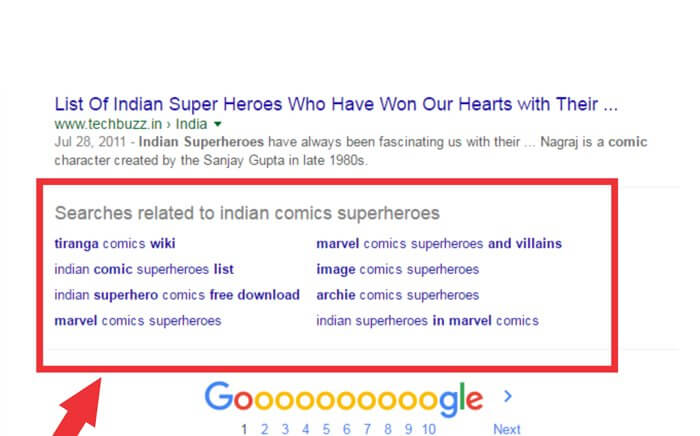 List Of Indian Super Heroes Who Have Won Our Hearts with Their ...
www.techbuzz.in › India ▼
Jul 28, 2011 - Indian Superheroes have always been fascinating us with their ... Nagraj is a comic
character created by the Sanjay Gupta in late 1980s.
Searches related to indian comics superheroes
tiranga comics wiki
indian comic superheroes list
indian superhero comics free download
marvel comics superheroes
marvel comics superheroes and villains
image comics superheroes
archie comics superheroes
indian superheroes in marvel comics
Goooooooooogle >
1 2 3 4 5 6 7 8 9 10 Next